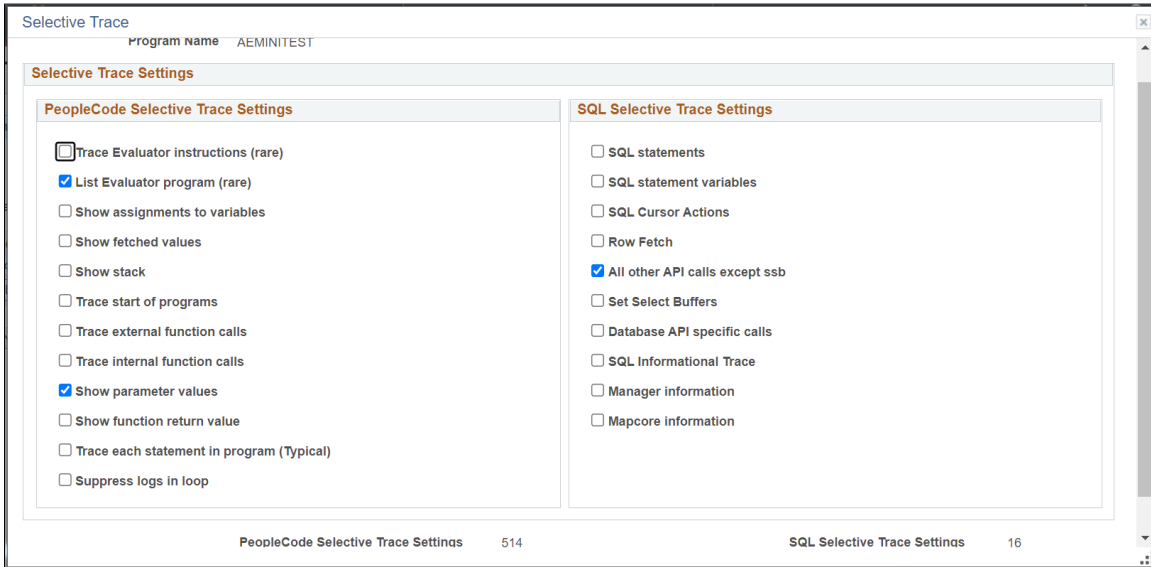 Selective Trace
Program Name AEMINITEST
Selective Trace Settings
PeopleCode Selective Trace Settings
Trace Evaluator instructions (rare)
List Evaluator program (rare)
Show assignments to variables
Show fetched values
Show stack
Trace start of programs
Trace external function calls
Trace internal function calls
Show parameter values
Show function return value
Trace each statement in program (Typical)
Suppress logs in loop
SQL Selective Trace Settings
SQL statements
SQL statement variables
SQL Cursor Actions
Row Fetch
All other API calls except ssb
Set Select Buffers
Database API specific calls
SQL Informational Trace
Manager information
Mapcore information
PeopleCode Selective Trace Settings 514
SQL Selective Trace Settings 16